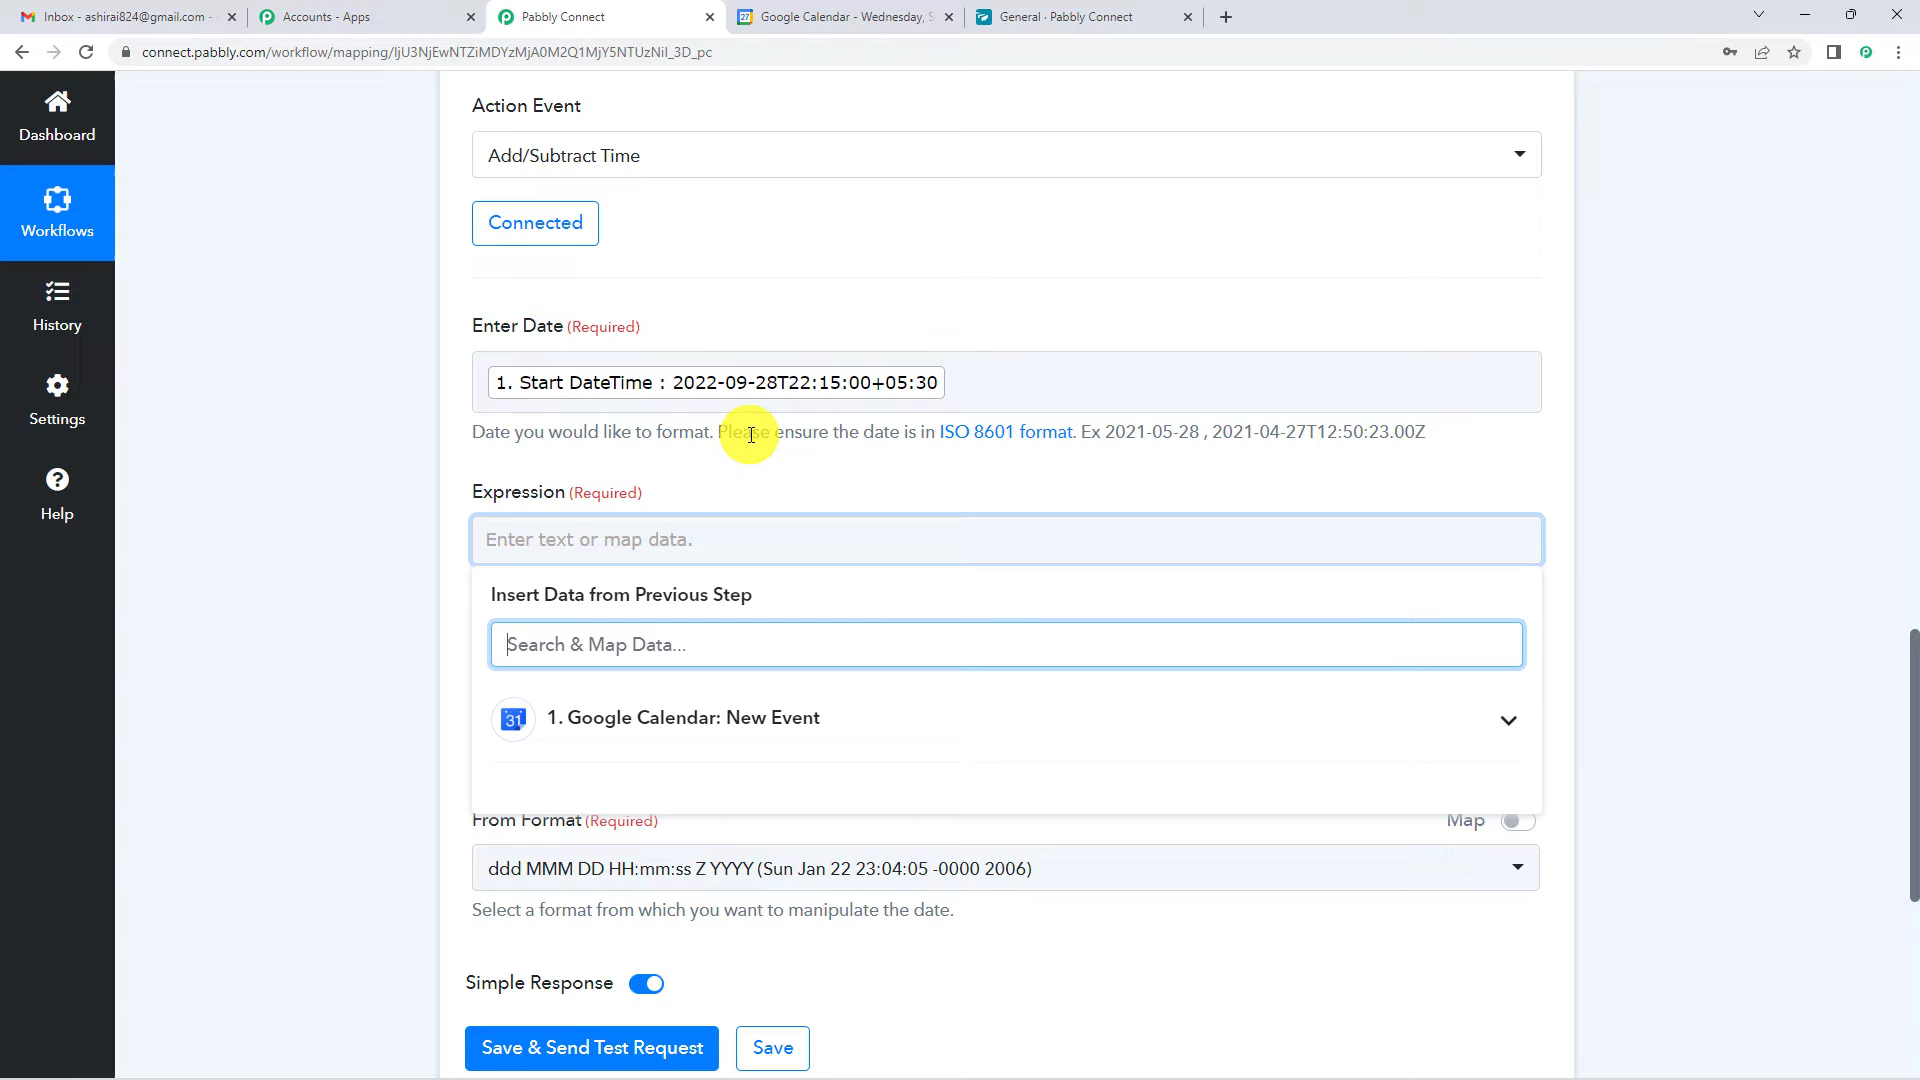 Inbox - ashirai824@gmail.com -
Accounts - Apps
Pabbly Connect
Google Calendar - Wednesday, S
General · Pabbly Connect
connect.pabbly.com/workflow/mapping/IjU3NjEwNTZiMDYzMjA0M2Q1MjY5NTUzNiI_3D_pc
Dashboard
Workflows
History
Settings
Help
Action Event
Add/Subtract Time
Connected
Enter Date (Required)
1. Start DateTime : 2022-09-28T22:15:00+05:30
Date you would like to format. Please ensure the date is in ISO 8601 format. Ex 2021-05-28 , 2021-04-27T12:50:23.00Z
Expression (Required)
Enter text or map data.
Insert Data from Previous Step
Search & Map Data...
31
1. Google Calendar: New Event
From Format (Required)
Map
ddd MMM DD HH:mm:ss Z YYYY (Sun Jan 22 23:04:05 -0000 2006)
Select a format from which you want to manipulate the date.
Simple Response
Save & Send Test Request
Save